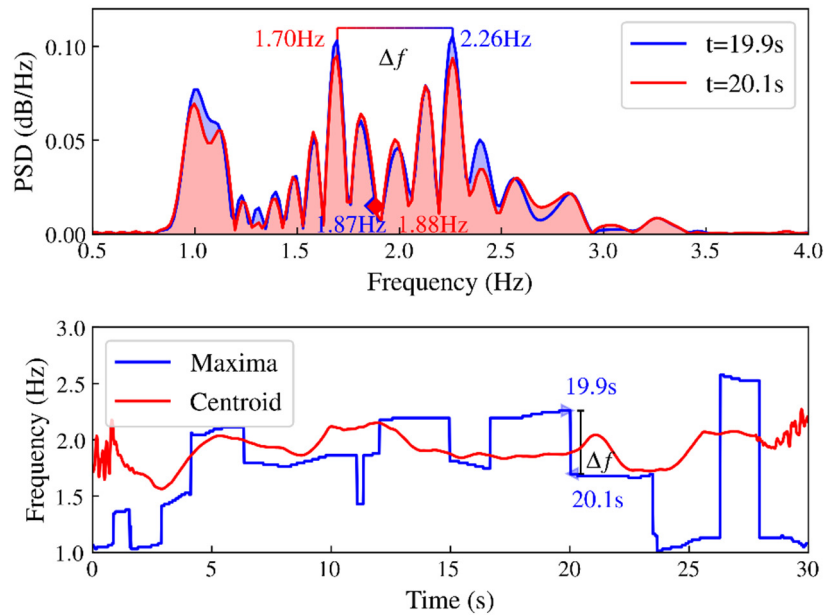 0.10
0.05
0.00
PSD (dB/Hz)
1.70Hz
2.26Hz
Δf
t=19.9s
t=20.1s
1.87Hz
1.88Hz
0.5 1.0 1.5 2.0 2.5 3.0 3.5 4.0
Frequency (Hz)
3.0
2.5
2.0
1.5
1.0
Frequency (Hz)
Maxima
Centroid
19.9s
Δf
20.1s
0 5 10 15 20 25 30
Time (s)